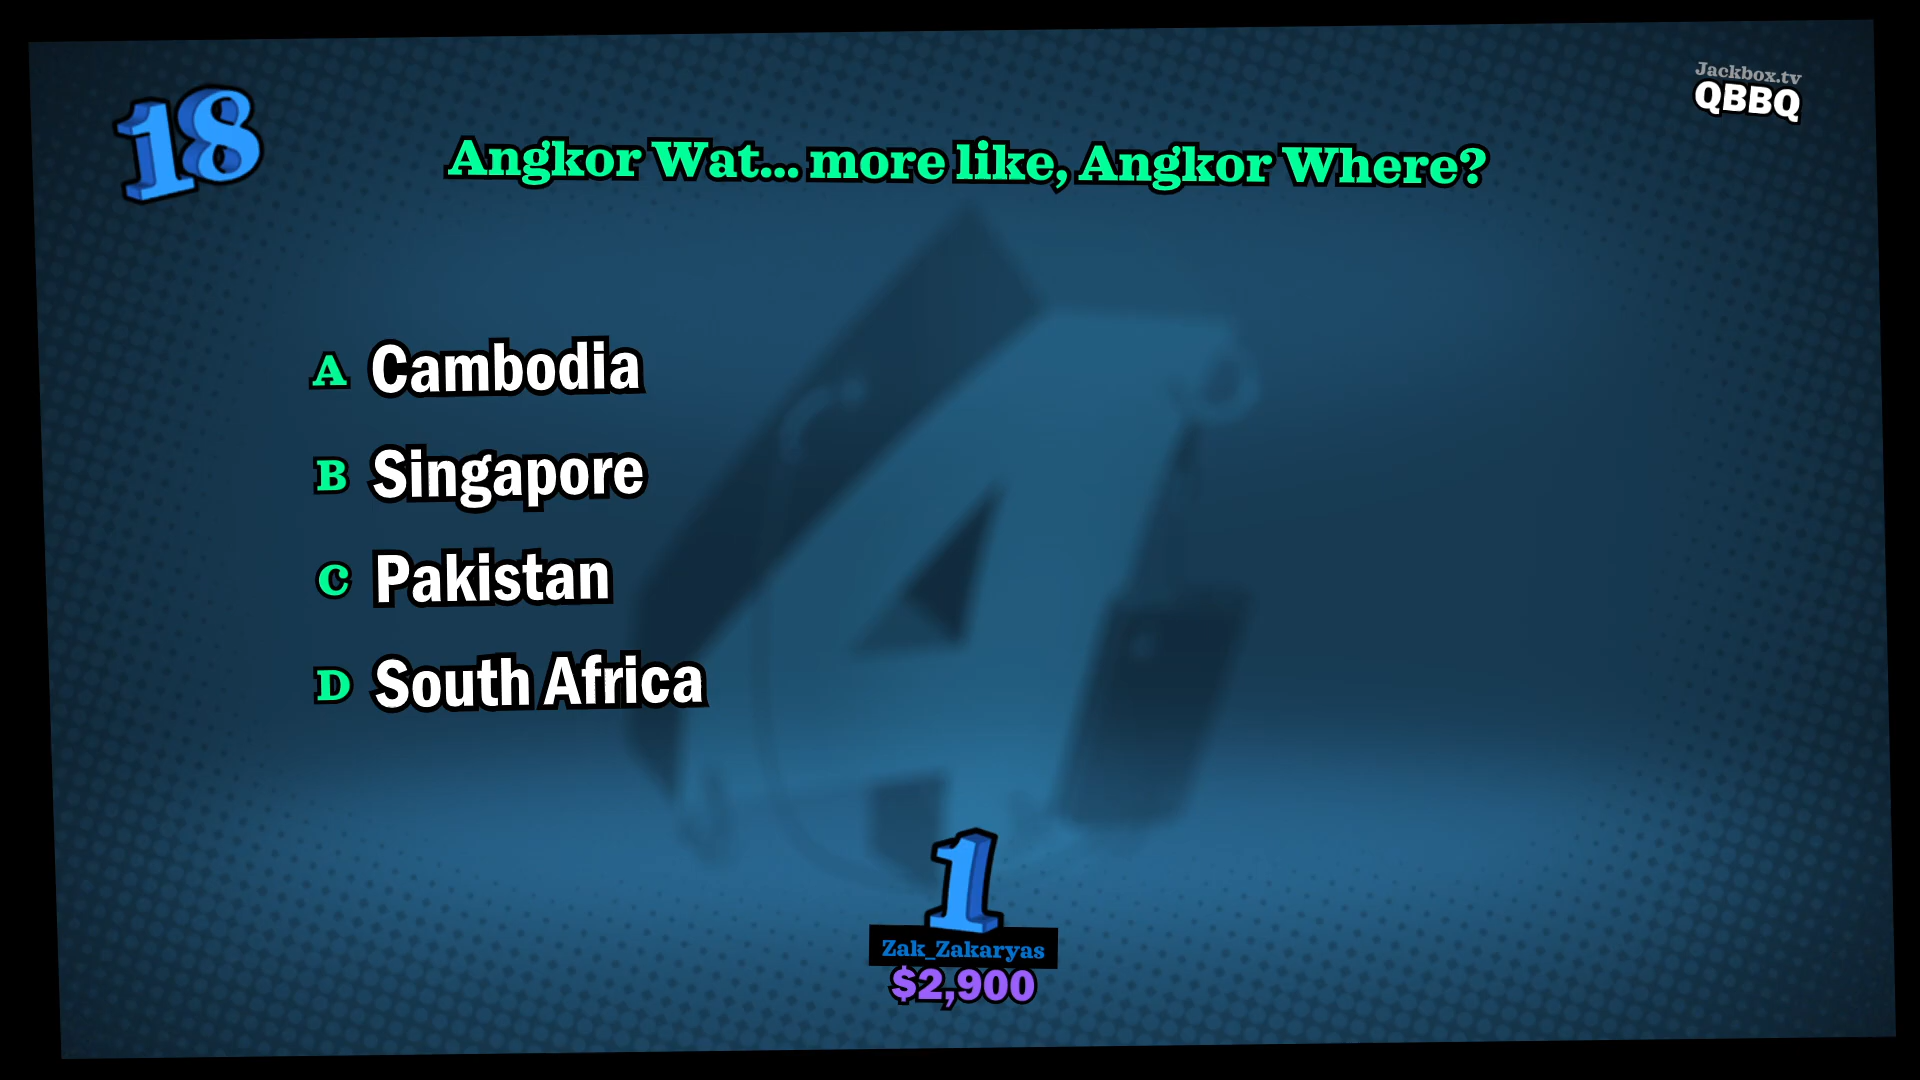 18
Jackbox.tv
QBBQ
Angkor Wat... more like, Angkor Where?
A Cambodia
B Singapore
C Pakistan
D South Africa
1
Zak_Zakaryas
$2,900